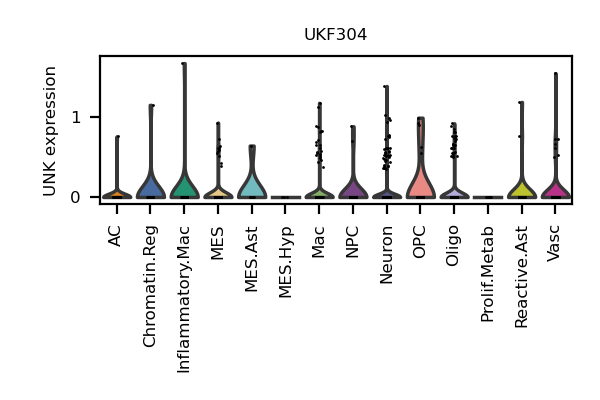 UKF304
UNK expression
1
0
AC
Chromatin.Reg
Inflammatory.Mac
MES
MES.Ast
MES.Hyp
Mac
NPC
Neuron
OPC
Oligo
Prolif.Metab
Reactive.Ast
Vasc